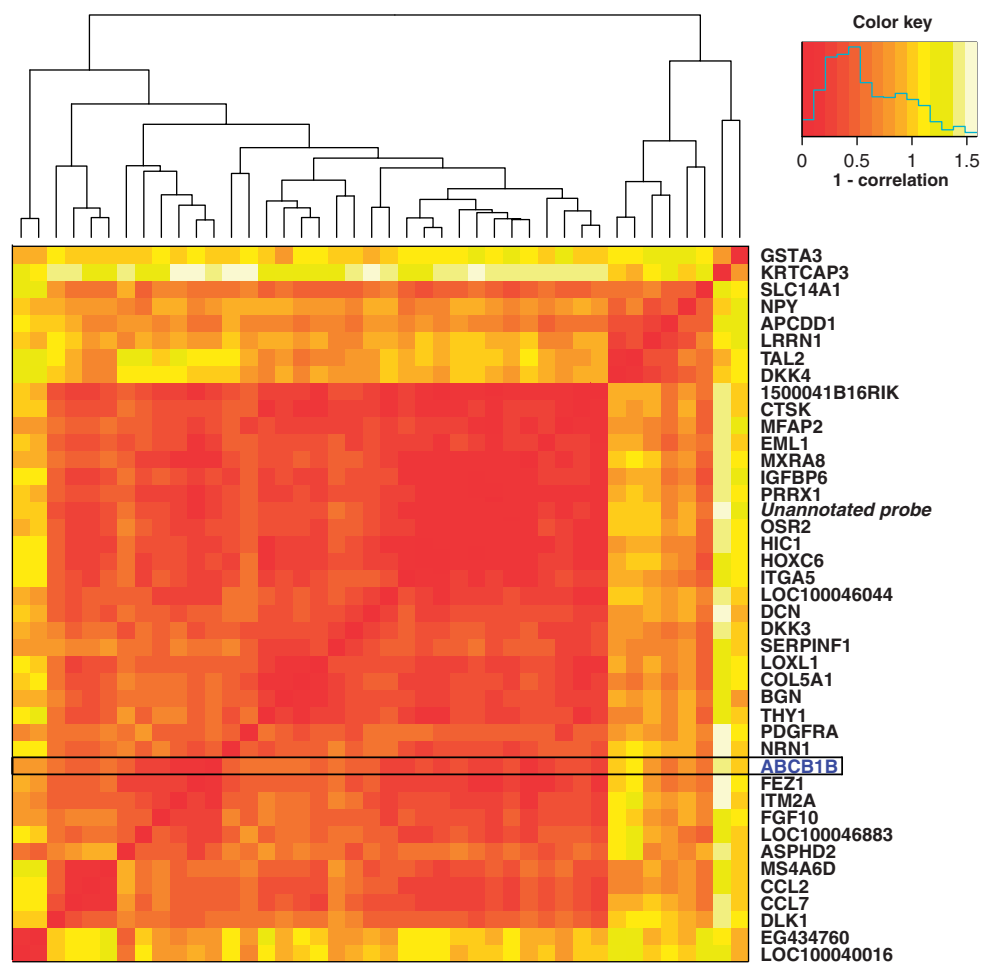 Color key
0 0.5 1 1.5
1 - correlation
GSTA3
KRTCAP3
SLC14A1
NPY
APCDD1
LRRN1
TAL2
DKK4
1500041B16RIK
CTSK
MFAP2
EML1
MXRA8
IGFBP6
PRRX1
Unannotated probe
OSR2
HIC1
HOXC6
ITGA5
LOC100046044
DCN
DKK3
SERPINF1
LOXL1
COL5A1
BGN
THY1
PDGFRA
NRN1
ABCB1B
FEZ1
ITM2A
FGF10
LOC100046883
ASPHD2
MS4A6D
CCL2
CCL7
DLK1
EG434760
LOC100040016